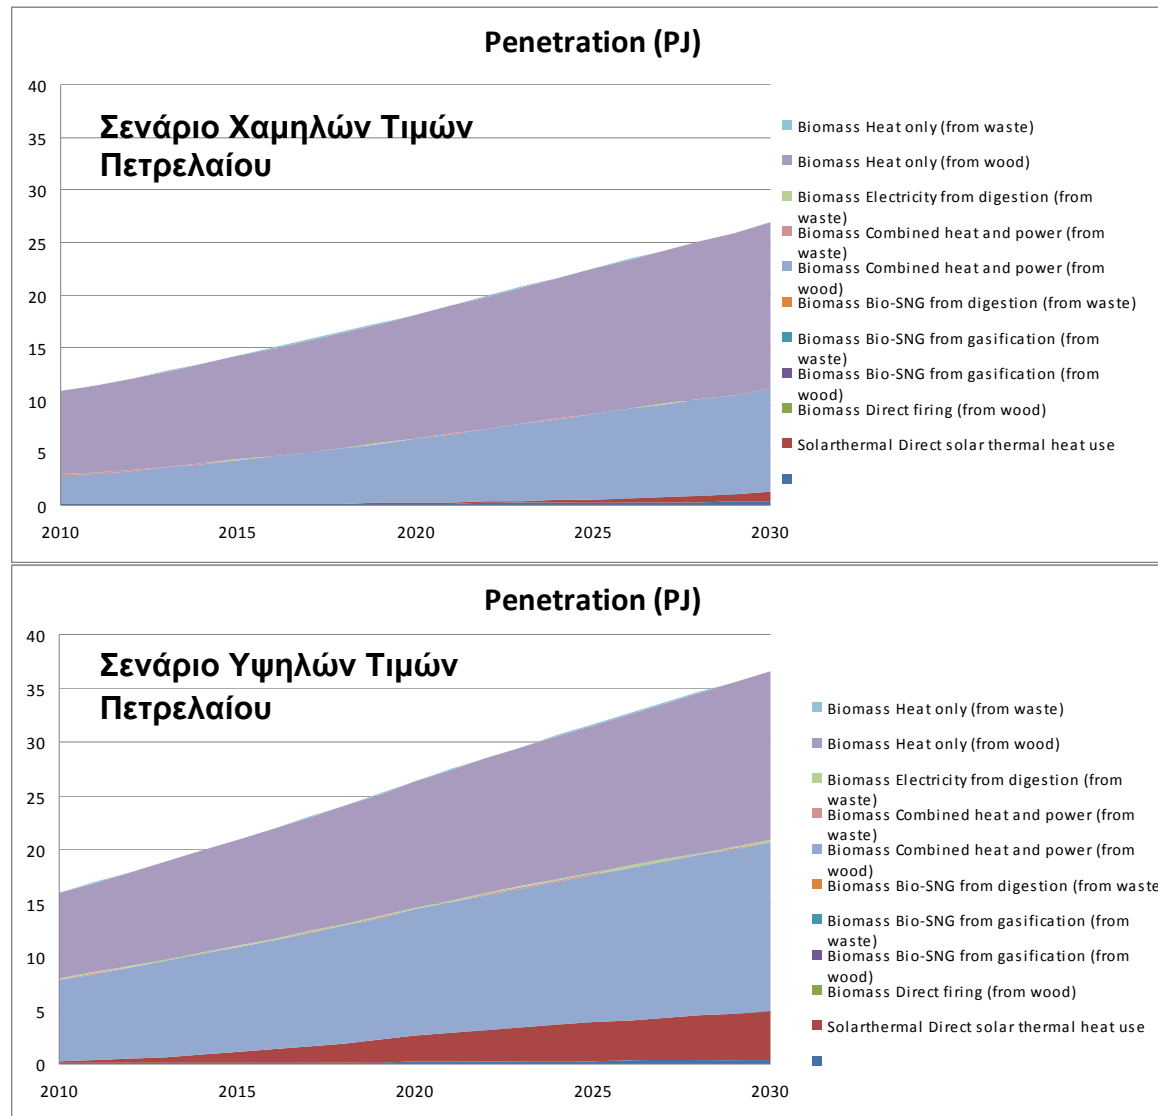 Penetration (PJ)
40
35
30
25
20
15
10
5
0
Σενάριο Χαμηλών Τιμών
Πετρελαίου
2010 2015 2020 2025 2030
Biomass Heat only (from waste)
Biomass Heat only (from wood)
Biomass Electricity from digestion (from
waste)
Biomass Combined heat and power (from
waste)
Biomass Combined heat and power (from
wood)
Biomass Bio-SNG from digestion (from waste)
Biomass Bio-SNG from gasification (from
waste)
Biomass Bio-SNG from gasification (from
wood)
Biomass Direct firing (from wood)
Solarthermal Direct solar thermal heat use
Penetration (PJ)
40
35
30
25
20
15
10
5
0
Σενάριο Υψηλών Τιμών
Πετρελαίου
2010 2015 2020 2025 2030
Biomass Heat only (from waste)
Biomass Heat only (from wood)
Biomass Electricity from digestion (from
waste)
Biomass Combined heat and power (from
waste)
Biomass Combined heat and power (from
wood)
Biomass Bio-SNG from digestion (from waste
Biomass Bio-SNG from gasification (from
waste)
Biomass Bio-SNG from gasification (from
wood)
Biomass Direct firing (from wood)
Solarthermal Direct solar thermal heat use